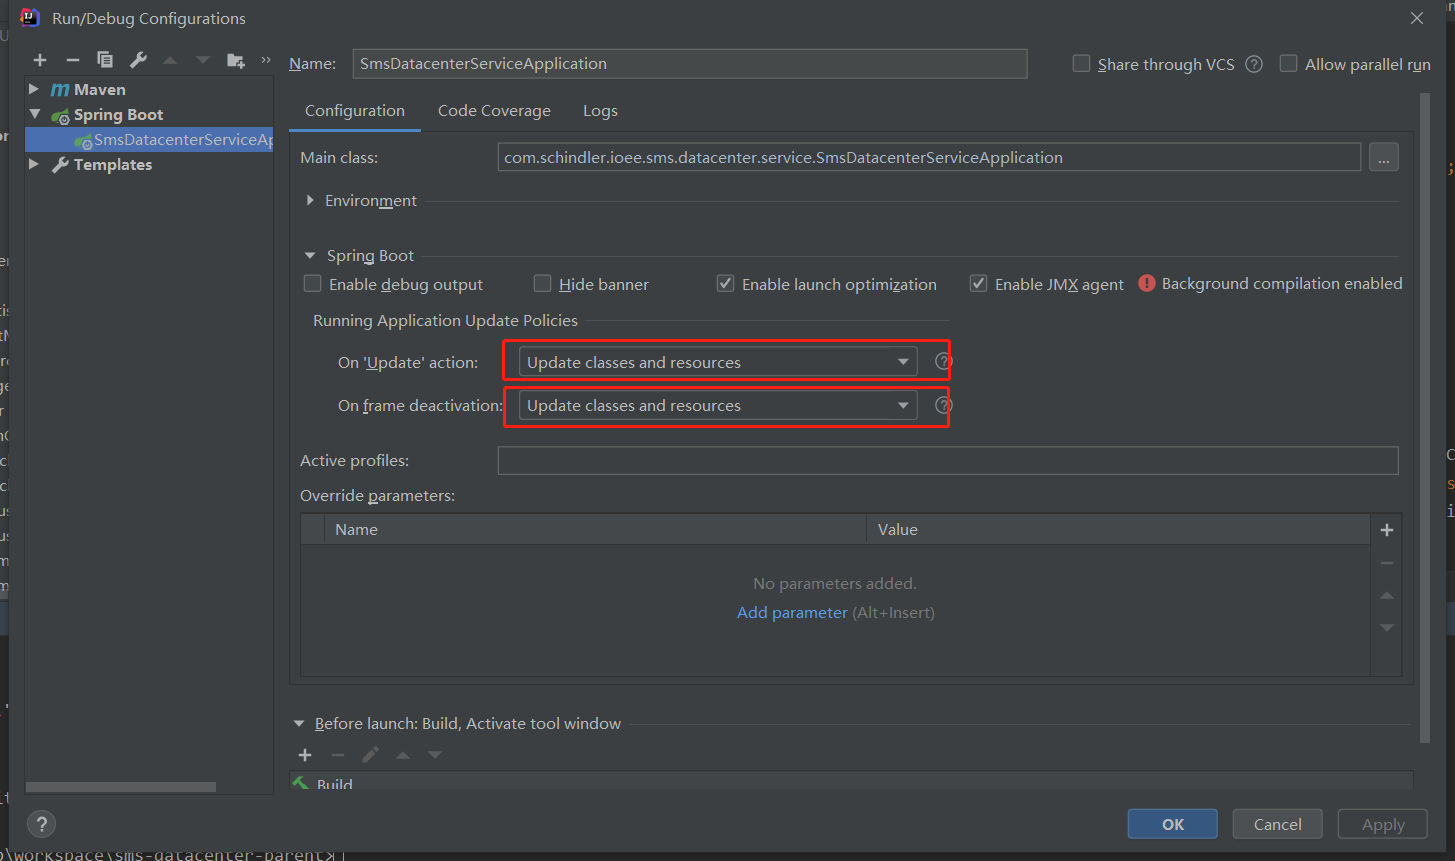 Run/Debug Configurations
Name: SmsDatacenterServiceApplication Share through VCS ? Allow parallel run
Maven
Spring Boot
SmsDatacenterServiceAp
Templates
Configuration Code Coverage Logs
Main class: com.schindler.ioee.sms.datacenter.service.SmsDatacenterServiceApplication ...
Environment
Spring Boot
Enable debug output Hide banner Enable launch optimization Enable JMX agent Background compilation enabled
Running Application Update Policies
On 'Update' action: Update classes and resources ?
On frame deactivation: Update classes and resources ?
Active profiles:
Override parameters:
Name Value
No parameters added.
Add parameter (Alt+Insert)
Before launch: Build, Activate tool window
Build
? OK Cancel Apply
\workspace\sms-datacenter-parent>